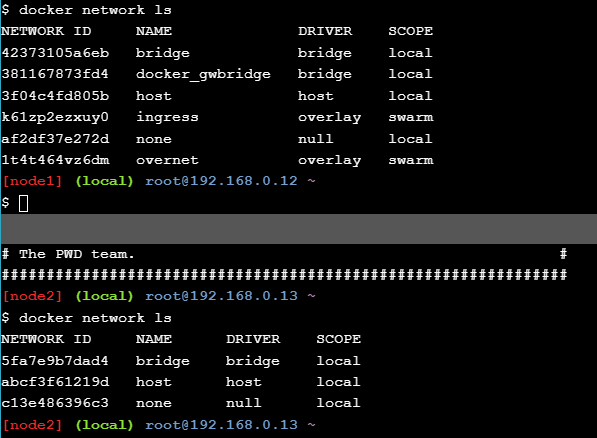 $ docker network ls
NETWORK ID     NAME              DRIVER    SCOPE
42373105a6eb   bridge            bridge    local
381167873fd4   docker_gwbridge   bridge    local
3f04c4fd805b   host              host      local
k61zp2ezxuy0   ingress           overlay   swarm
af2df37e272d   none              null      local
1t4t464vz6dm   overnet           overlay   swarm
[node1] (local) root@192.168.0.12 ~
$
# The PWD team.                                               #
###############################################################
[node2] (local) root@192.168.0.13 ~
$ docker network ls
NETWORK ID     NAME      DRIVER    SCOPE
5fa7e9b7dad4   bridge    bridge    local
abcf3f61219d   host      host      local
c13e486396c3   none      null      local
[node2] (local) root@192.168.0.13 ~